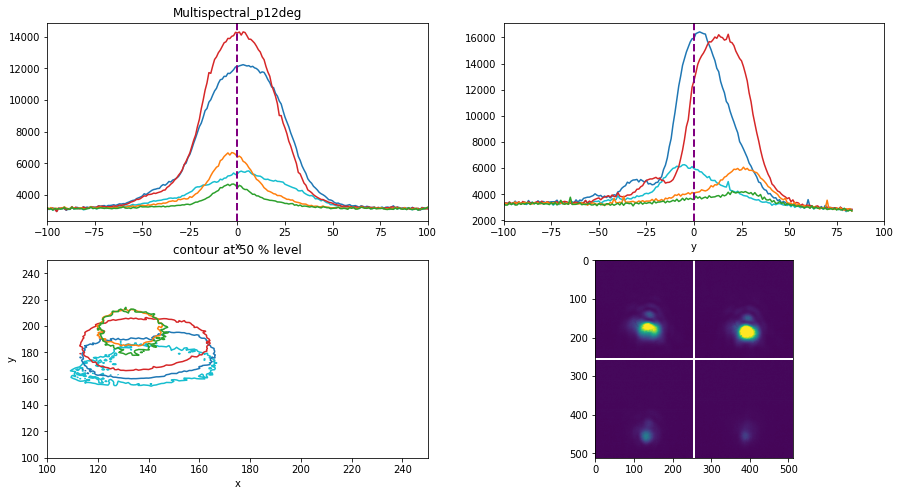 Multispectral_p12deg
14000
12000
10000
8000
6000
4000
−100 −75 −50 −25 0 25 50 75 100
x
16000
14000
12000
10000
8000
6000
4000
2000
−100 −75 −50 −25 0 25 50 75 100
y
contour at 50 % level
240
220
200
180
160
140
120
100
y
100 120 140 160 180 200 220 240
x
0
100
200
300
400
500
0 100 200 300 400 500